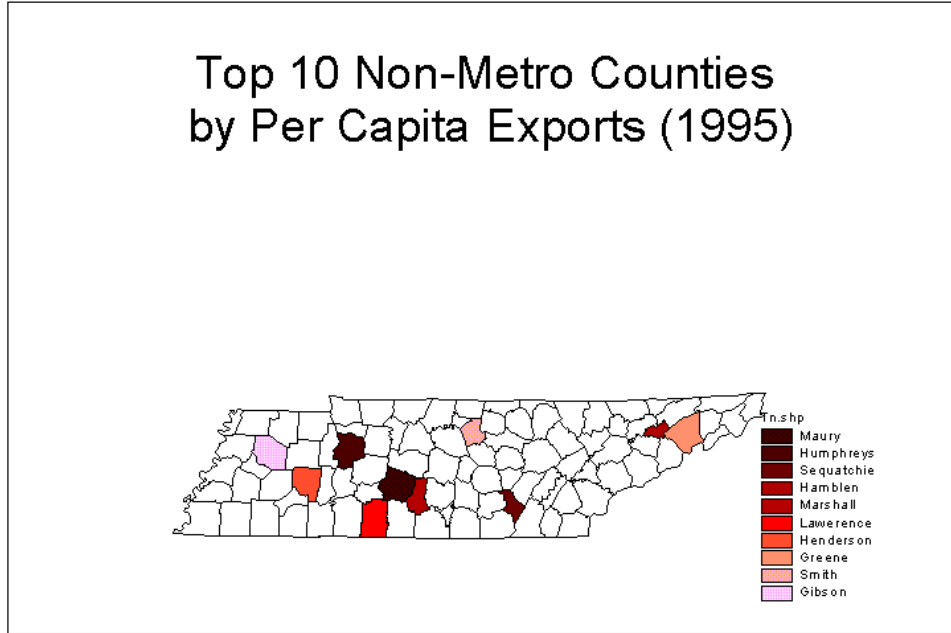 Top 10 Non-Metro Counties
by Per Capita Exports (1995)
Tn.shp
Maury
Humphreys
Sequatchie
Hamblen
Marshall
Lawerence
Henderson
Greene
Smith
Gibson